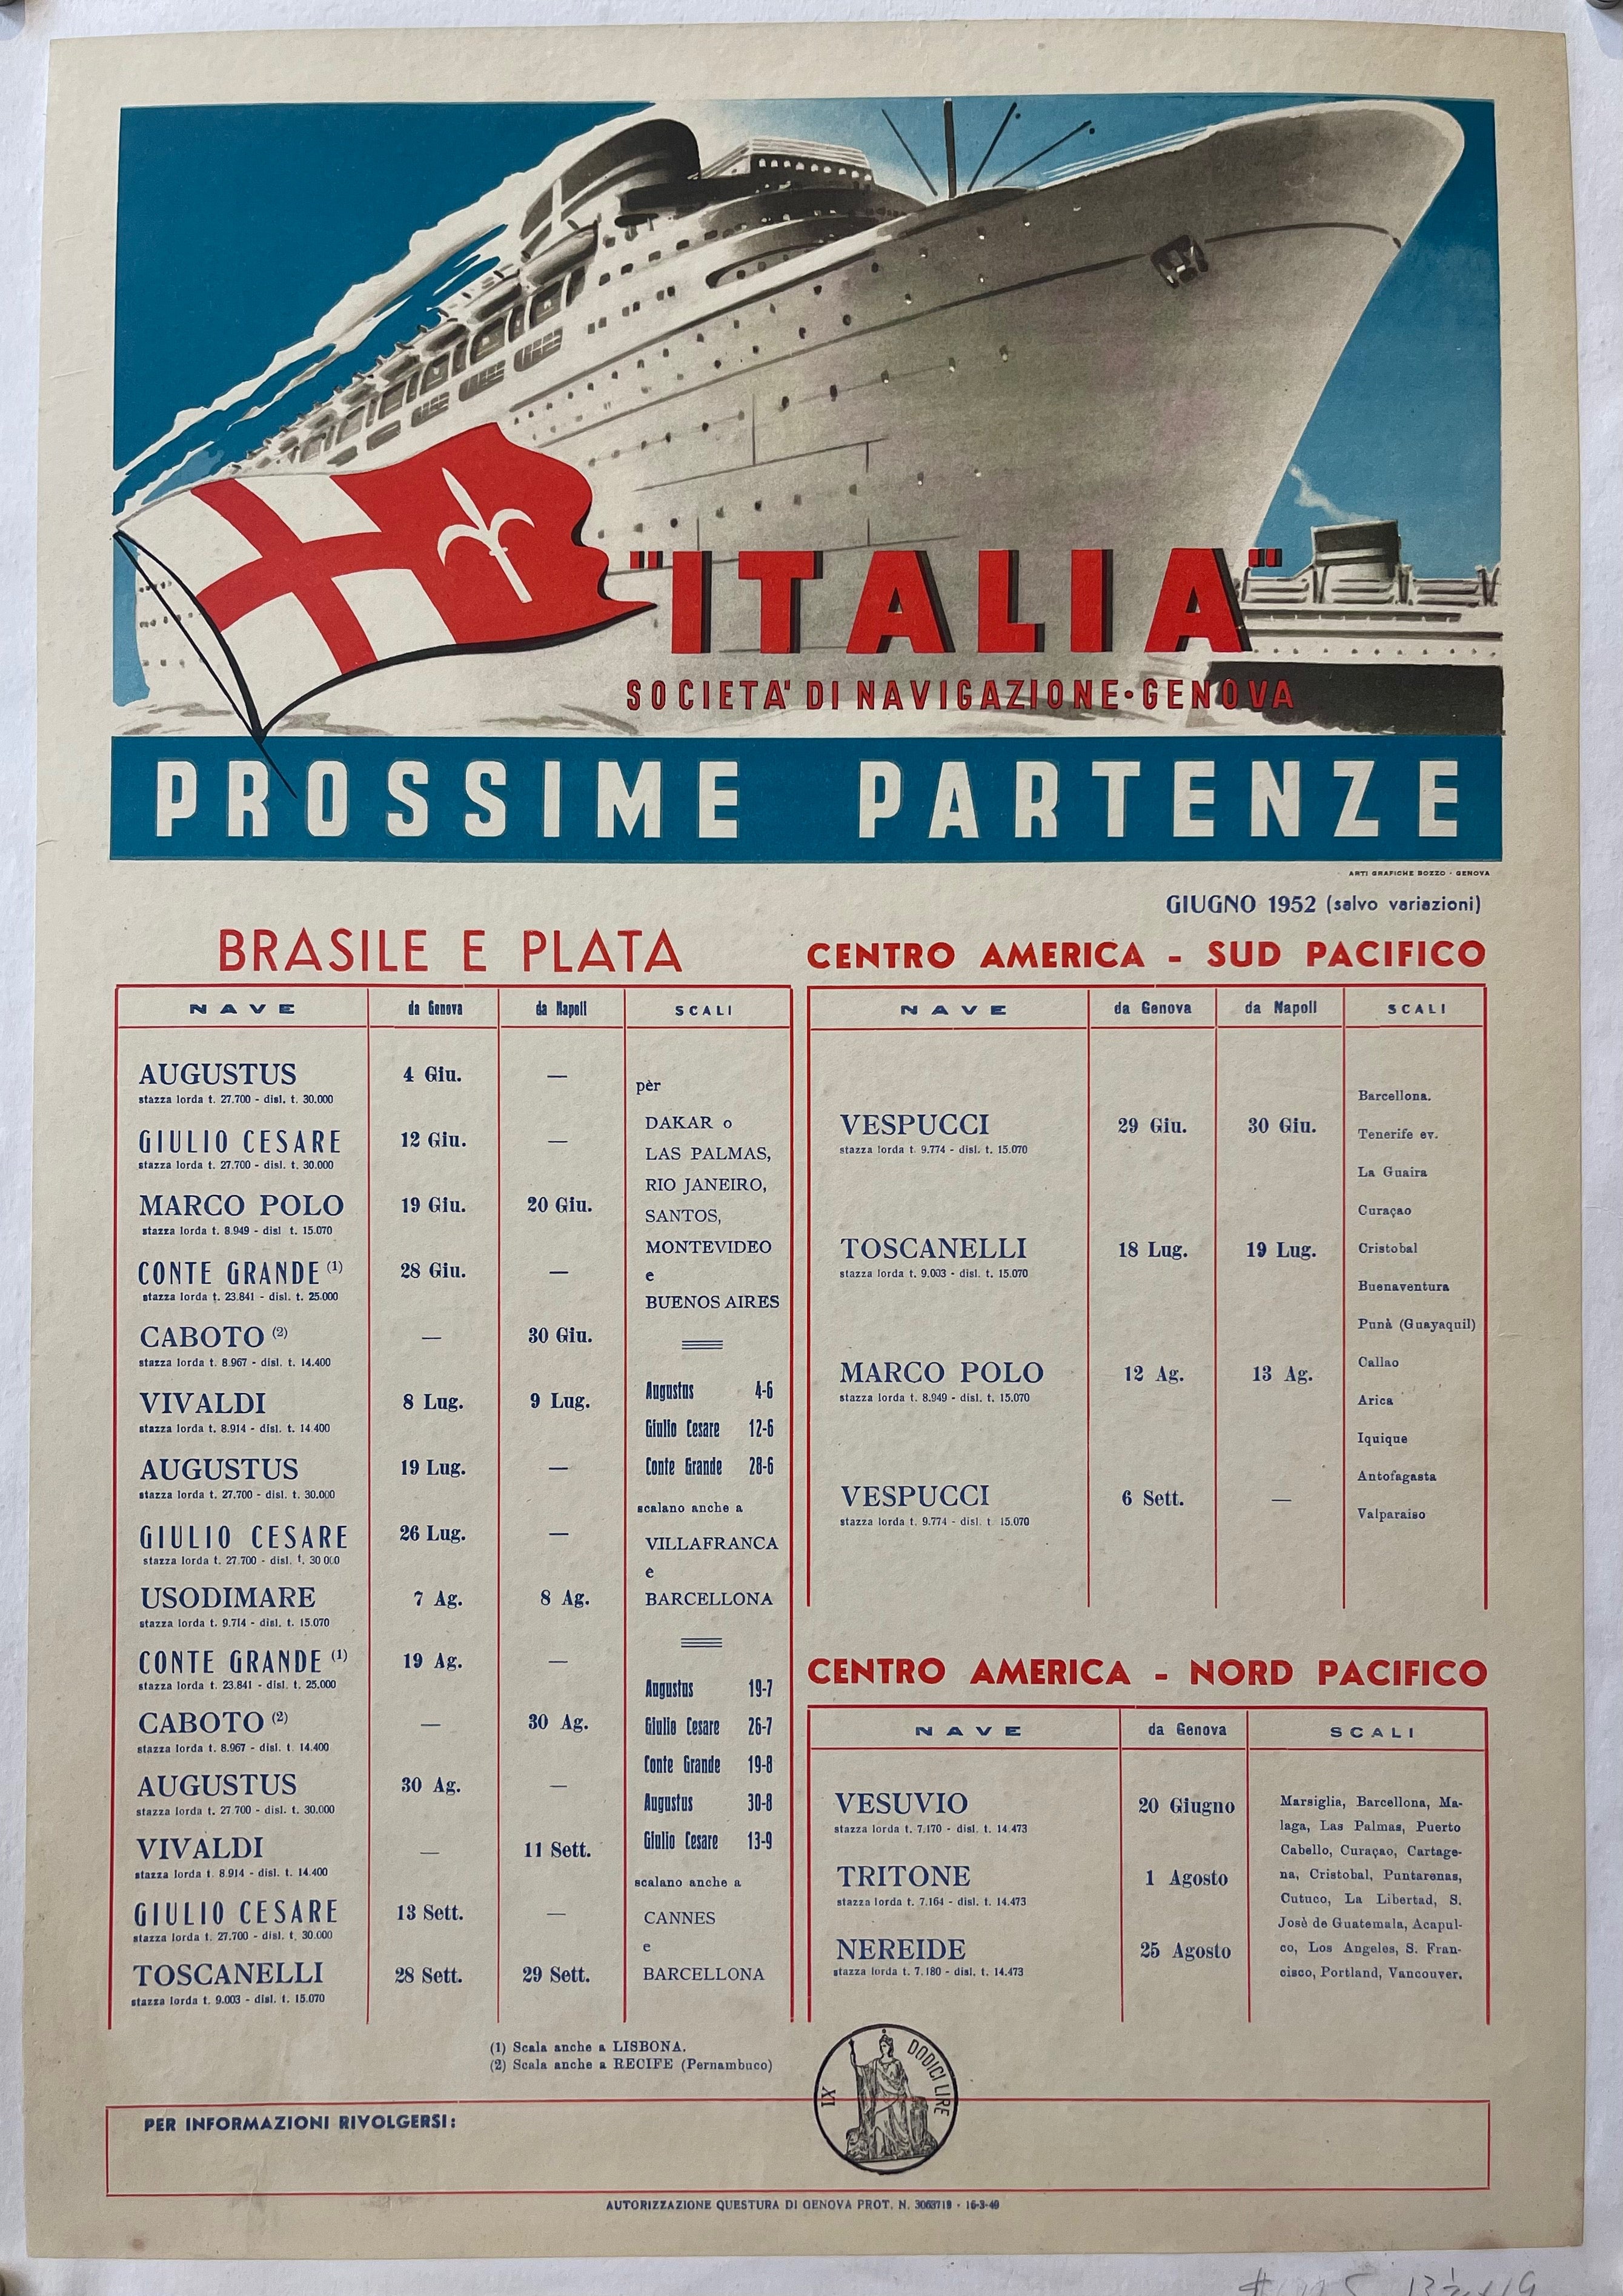 "ITALIA"
SOCIETA' DI NAVIGAZIONE·GENOVA
PROSSIME PARTENZE
ARTI GRAFICHE BOZZO - GENOVA
GIUGNO 1952 (salvo variazioni)
BRASILE E PLATA
NAVE da Genova da Napoli SCALI
AUGUSTUS 4 Giu. —
stazza lorda t. 27.700 - disl. t. 30.000
GIULIO CESARE 12 Giu. —
stazza lorda t. 27.700 - disl. t. 30.000
MARCO POLO 19 Giu. 20 Giu.
stazza lorda t. 8.949 - disl t. 15.070
CONTE GRANDE (1) 28 Giu. —
stazza lorda t. 23.841 - disl. t. 25.000
CABOTO (2) — 30 Giu.
stazza lorda t. 8.967 - disl. t. 14.400
VIVALDI 8 Lug. 9 Lug.
stazza lorda t. 8.914 - disl. t. 14.400
AUGUSTUS 19 Lug. —
stazza lorda t. 27.700 - disl. t. 30.000
GIULIO CESARE 26 Lug. —
stazza lorda t. 27.700 - disl. t. 30 000
USODIMARE 7 Ag. 8 Ag.
stazza lorda t. 9.714 - disl. t. 15.070
CONTE GRANDE (1) 19 Ag. —
stazza lorda t. 23.841 - disl. t. 25.000
CABOTO (2) — 30 Ag.
stazza lorda t. 8.967 - disl. t. 14.400
AUGUSTUS 30 Ag. —
stazza lorda t. 27 700 - disl. t. 30.000
VIVALDI — 11 Sett.
stazza lorda t. 8.914 - disl. t. 14.400
GIULIO CESARE 13 Sett. —
stazza lorda t. 27.700 - disl. t. 30.000
TOSCANELLI 28 Sett. 29 Sett.
stazza lorda t. 9.003 - disl. t. 15.070
pèr
DAKAR o
LAS PALMAS,
RIO JANEIRO,
SANTOS,
MONTEVIDEO
e
BUENOS AIRES
Augustus 4-6
Giulio Cesare 12-6
Conte Grande 28-6
scalano anche a
VILLAFRANCA
e
BARCELLONA
Augustus 19-7
Giulio Cesare 26-7
Conte Grande 19-8
Augustus 30-8
Giulio Cesare 13-9
scalano anche a
CANNES
e
BARCELLONA
(1) Scala anche a LISBONA.
(2) Scala anche a RECIFE (Pernambuco)
CENTRO AMERICA - SUD PACIFICO
NAVE da Genova da Napoli SCALI
VESPUCCI 29 Giu. 30 Giu.
stazza lorda t. 9.774 - disl. t. 15.070
TOSCANELLI 18 Lug. 19 Lug.
stazza lorda t. 9.003 - disl. t. 15.070
MARCO POLO 12 Ag. 13 Ag.
stazza lorda t. 8.949 - disl. t. 15.070
VESPUCCI 6 Sett. —
stazza lorda t. 9.774 - disl. t. 15.070
Barcellona.
Tenerife ev.
La Guaira
Curaçao
Cristobal
Buenaventura
Punà (Guayaquil)
Callao
Arica
Iquique
Antofagasta
Valparaiso
CENTRO AMERICA - NORD PACIFICO
NAVE da Genova SCALI
VESUVIO 20 Giugno
stazza lorda t. 7.170 - disl. t. 14.473
TRITONE 1 Agosto
stazza lorda t. 7.164 - disl. t. 14.473
NEREIDE 25 Agosto
stazza lorda t. 7.180 - disl. t. 14.473
Marsiglia, Barcellona, Ma-
laga, Las Palmas, Puerto
Cabello, Curaçao, Cartage-
na, Cristobal, Puntarenas,
Cutuco, La Libertad, S.
Josè de Guatemala, Acapul-
co, Los Angeles, S. Fran-
cisco, Portland, Vancouver.
IX DODICI LIRE
PER INFORMAZIONI RIVOLGERSI:
AUTORIZZAZIONE QUESTURA DI GENOVA PROT. N. 3063719 - 16-3-49